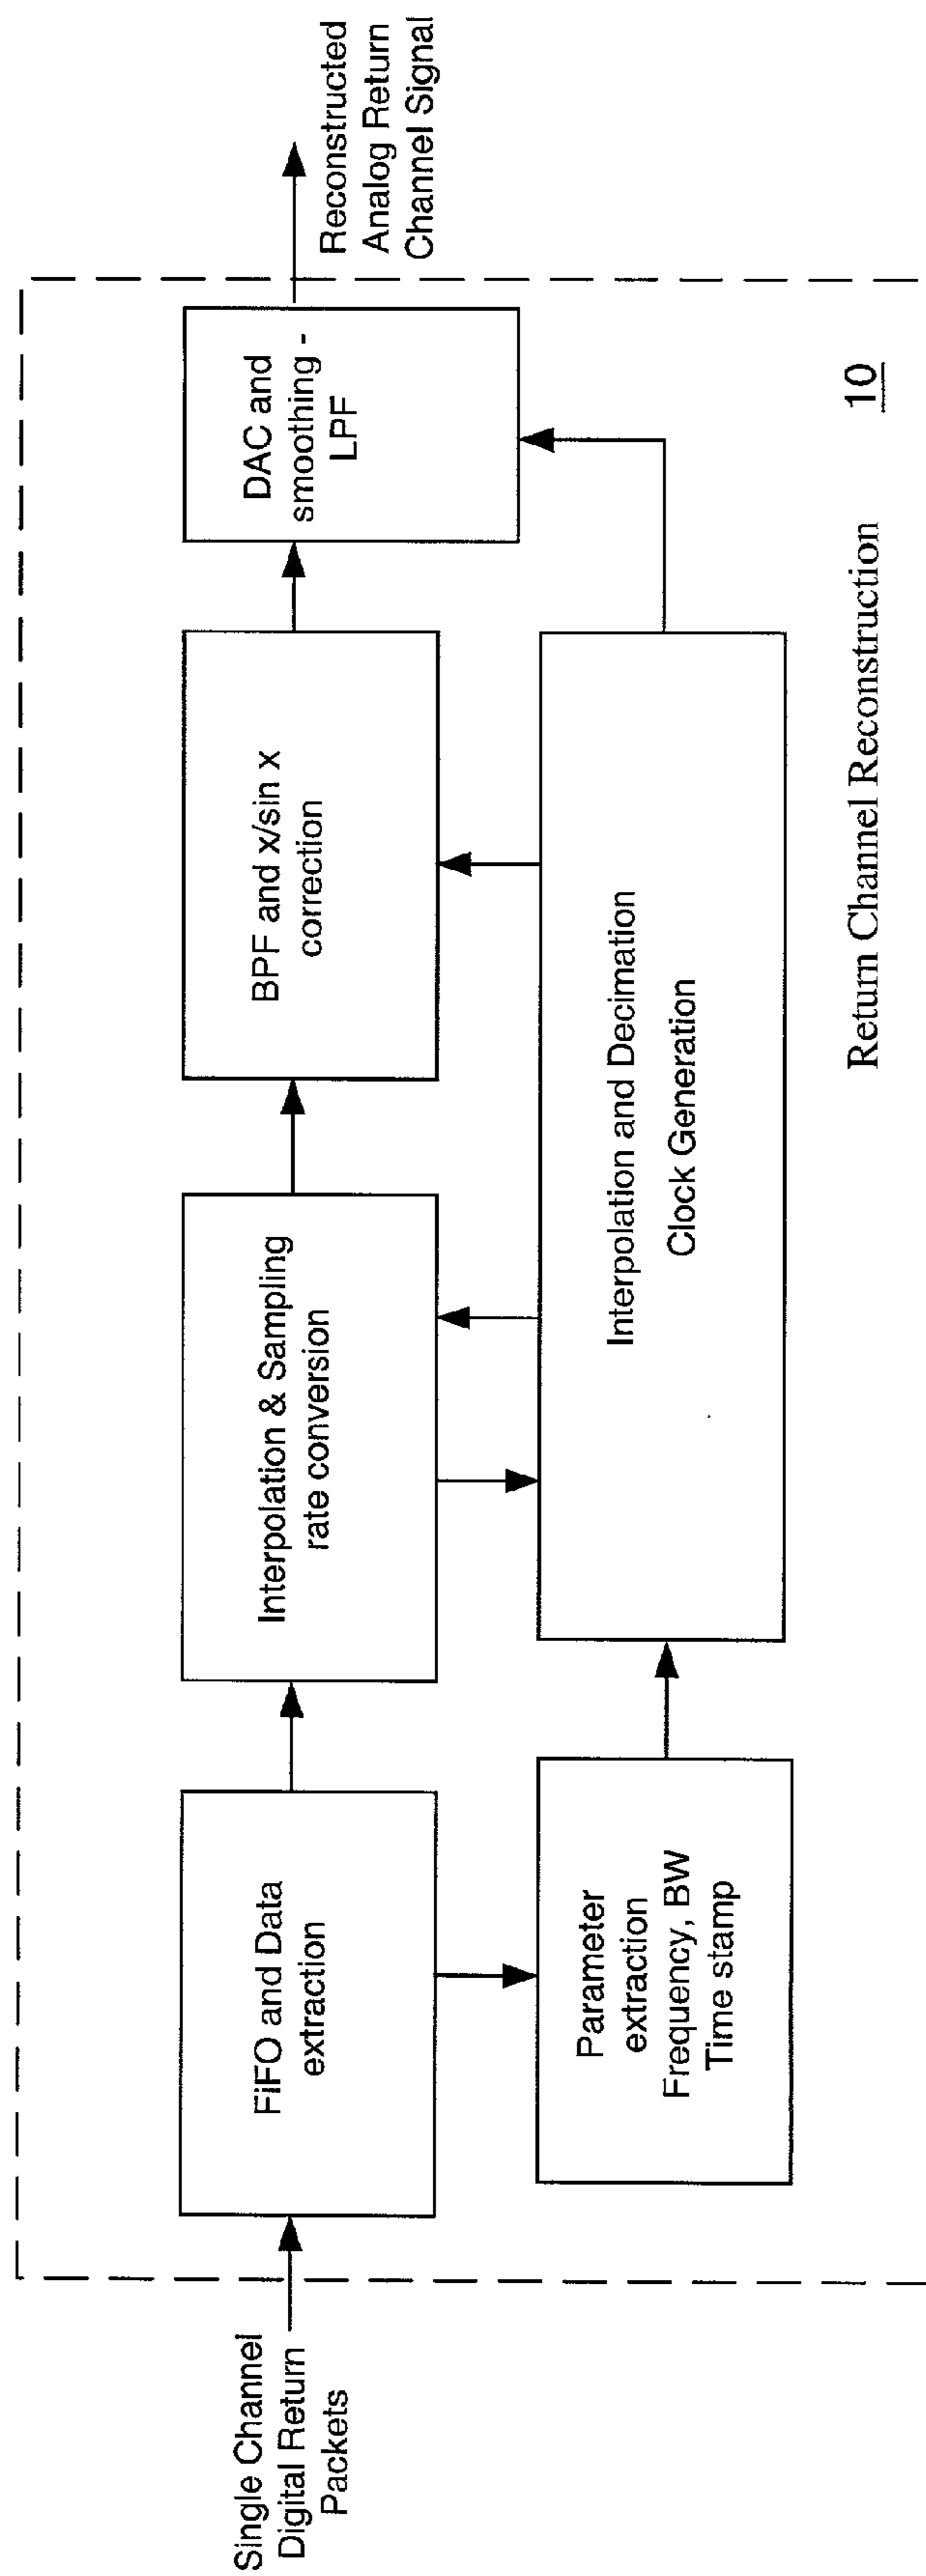 Single Channel
Digital Return
Packets
FiFO and Data
extraction
Interpolation & Sampling
rate conversion
BPF and x/sin x
correction
DAC and
smoothing -
LPF
Reconstructed
Analog Return
Channel Signal
Parameter
extraction
Frequency, BW
Time stamp
Interpolation and Decimation
Clock Generation
Return Channel Reconstruction
10